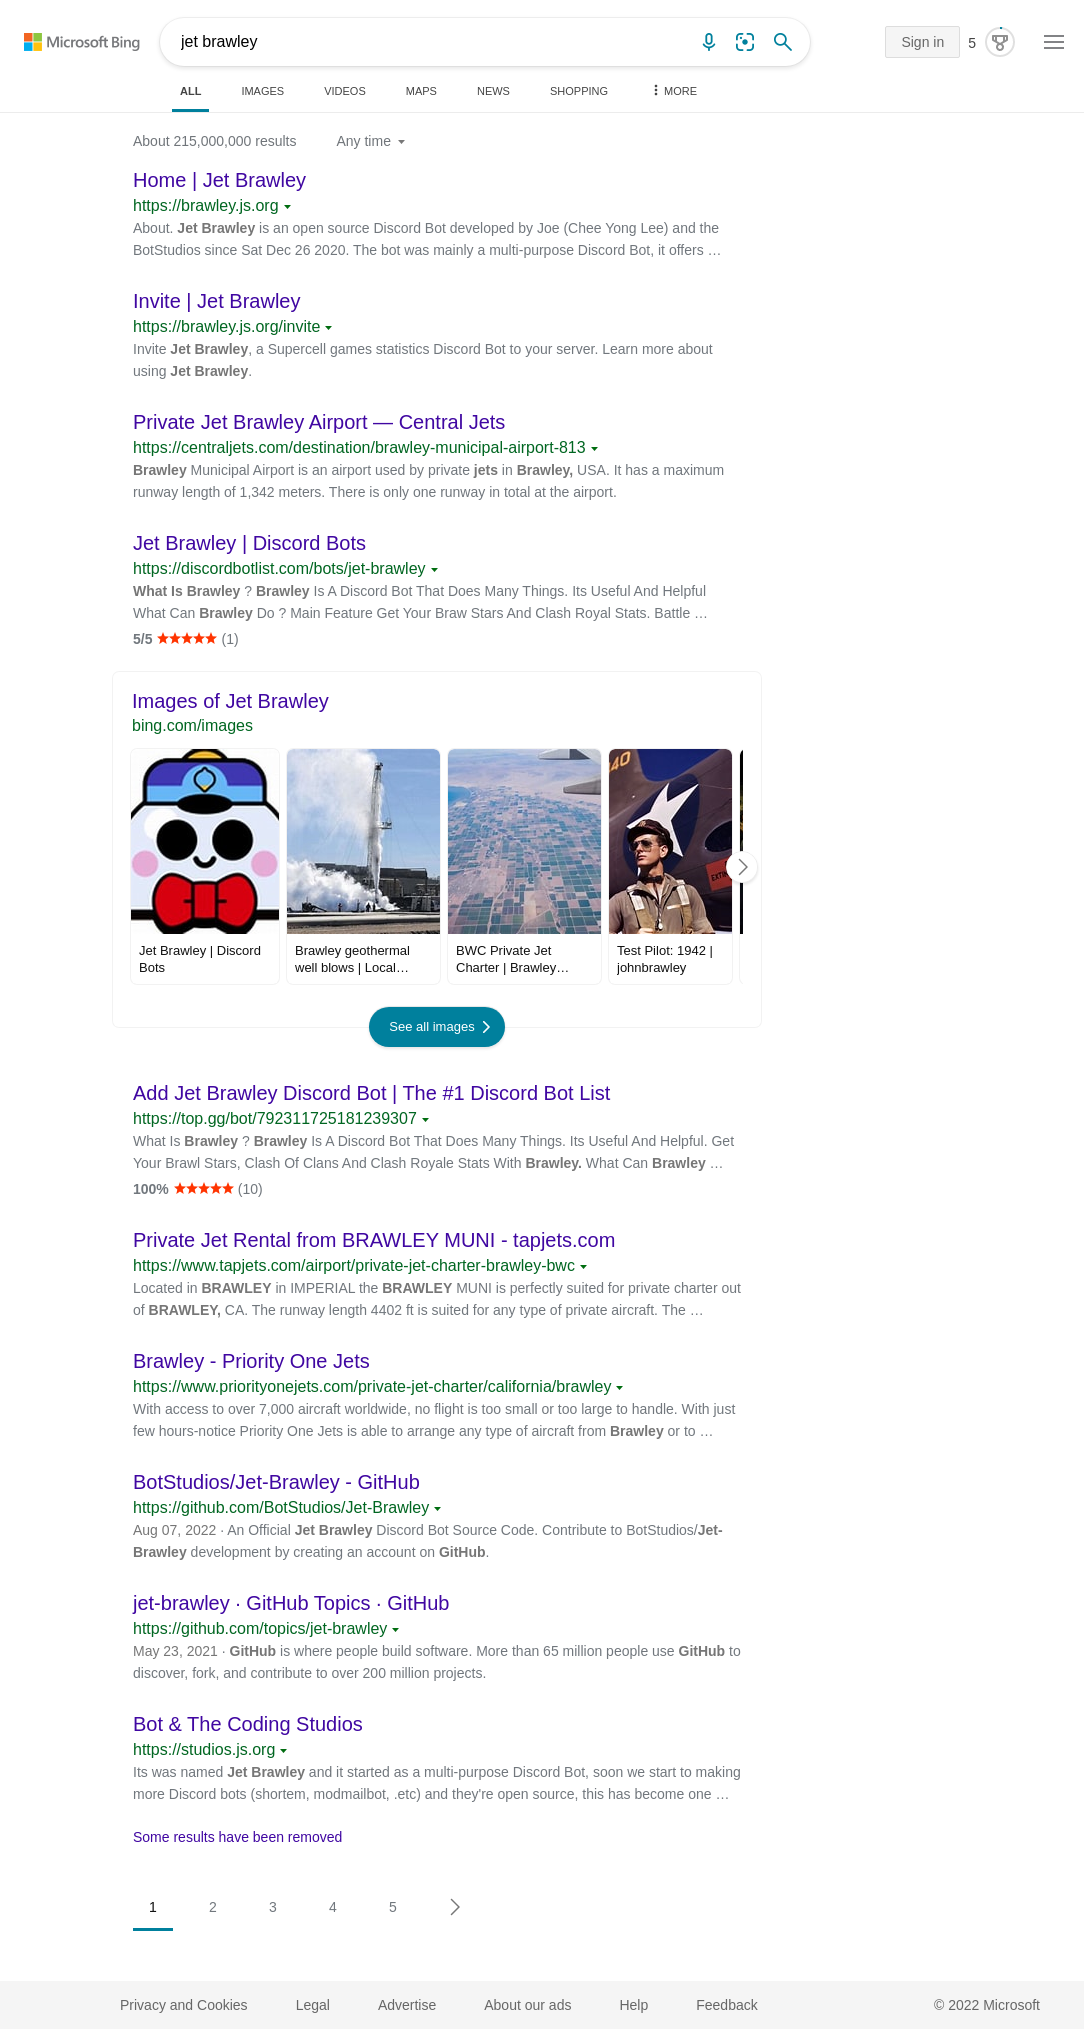 Microsoft Bing
jet brawley
Sign in
5
ALL
IMAGES
VIDEOS
MAPS
NEWS
SHOPPING
MORE
About 215,000,000 results
Any time
Home | Jet Brawley
https://brawley.js.org
About. Jet Brawley is an open source Discord Bot developed by Joe (Chee Yong Lee) and the
BotStudios since Sat Dec 26 2020. The bot was mainly a multi-purpose Discord Bot, it offers …
Invite | Jet Brawley
https://brawley.js.org/invite
Invite Jet Brawley, a Supercell games statistics Discord Bot to your server. Learn more about
using Jet Brawley.
Private Jet Brawley Airport — Central Jets
https://centraljets.com/destination/brawley-municipal-airport-813
Brawley Municipal Airport is an airport used by private jets in Brawley, USA. It has a maximum
runway length of 1,342 meters. There is only one runway in total at the airport.
Jet Brawley | Discord Bots
https://discordbotlist.com/bots/jet-brawley
What Is Brawley ? Brawley Is A Discord Bot That Does Many Things. Its Useful And Helpful
What Can Brawley Do ? Main Feature Get Your Braw Stars And Clash Royal Stats. Battle …
5/5 (1)
Images of Jet Brawley
bing.com/images
40
EXTIN
Jet Brawley | Discord
Bots
Brawley geothermal
well blows | Local…
BWC Private Jet
Charter | Brawley…
Test Pilot: 1942 |
johnbrawley
See all images
Add Jet Brawley Discord Bot | The #1 Discord Bot List
https://top.gg/bot/792311725181239307
What Is Brawley ? Brawley Is A Discord Bot That Does Many Things. Its Useful And Helpful. Get
Your Brawl Stars, Clash Of Clans And Clash Royale Stats With Brawley. What Can Brawley …
100% (10)
Private Jet Rental from BRAWLEY MUNI - tapjets.com
https://www.tapjets.com/airport/private-jet-charter-brawley-bwc
Located in BRAWLEY in IMPERIAL the BRAWLEY MUNI is perfectly suited for private charter out
of BRAWLEY, CA. The runway length 4402 ft is suited for any type of private aircraft. The …
Brawley - Priority One Jets
https://www.priorityonejets.com/private-jet-charter/california/brawley
With access to over 7,000 aircraft worldwide, no flight is too small or too large to handle. With just
few hours-notice Priority One Jets is able to arrange any type of aircraft from Brawley or to …
BotStudios/Jet-Brawley - GitHub
https://github.com/BotStudios/Jet-Brawley
Aug 07, 2022 · An Official Jet Brawley Discord Bot Source Code. Contribute to BotStudios/Jet-
Brawley development by creating an account on GitHub.
jet-brawley · GitHub Topics · GitHub
https://github.com/topics/jet-brawley
May 23, 2021 · GitHub is where people build software. More than 65 million people use GitHub to
discover, fork, and contribute to over 200 million projects.
Bot & The Coding Studios
https://studios.js.org
Its was named Jet Brawley and it started as a multi-purpose Discord Bot, soon we start to making
more Discord bots (shortem, modmailbot, .etc) and they're open source, this has become one …
Some results have been removed
1
2
3
4
5
Privacy and Cookies
Legal
Advertise
About our ads
Help
Feedback
© 2022 Microsoft